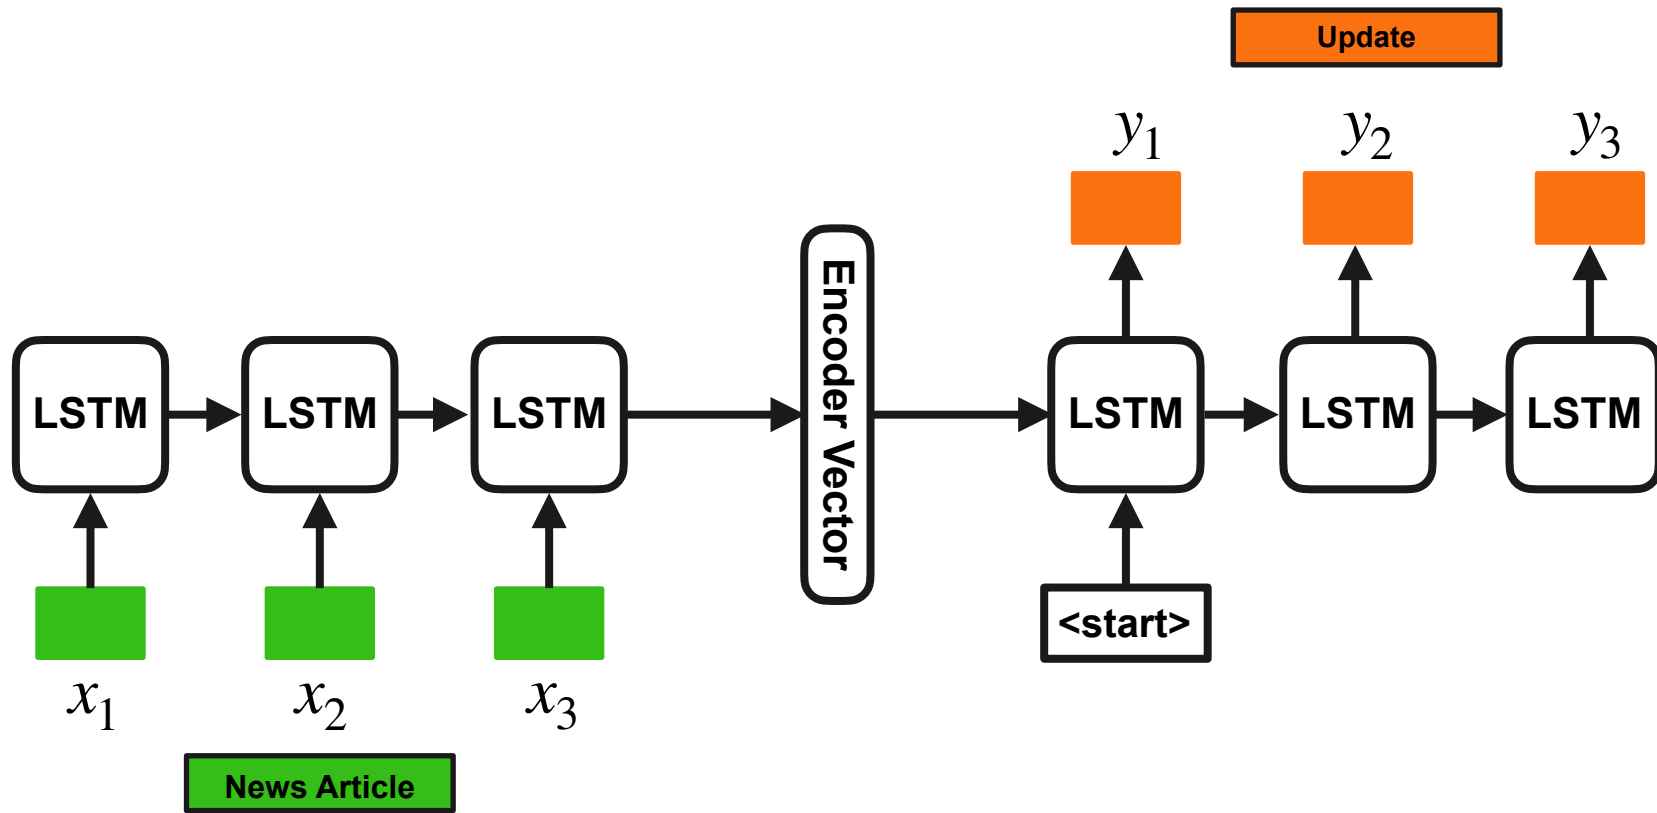 Update
y₁ y₂ y₃
Encoder Vector
LSTM LSTM LSTM LSTM LSTM LSTM
<start>
x₁ x₂ x₃
News Article